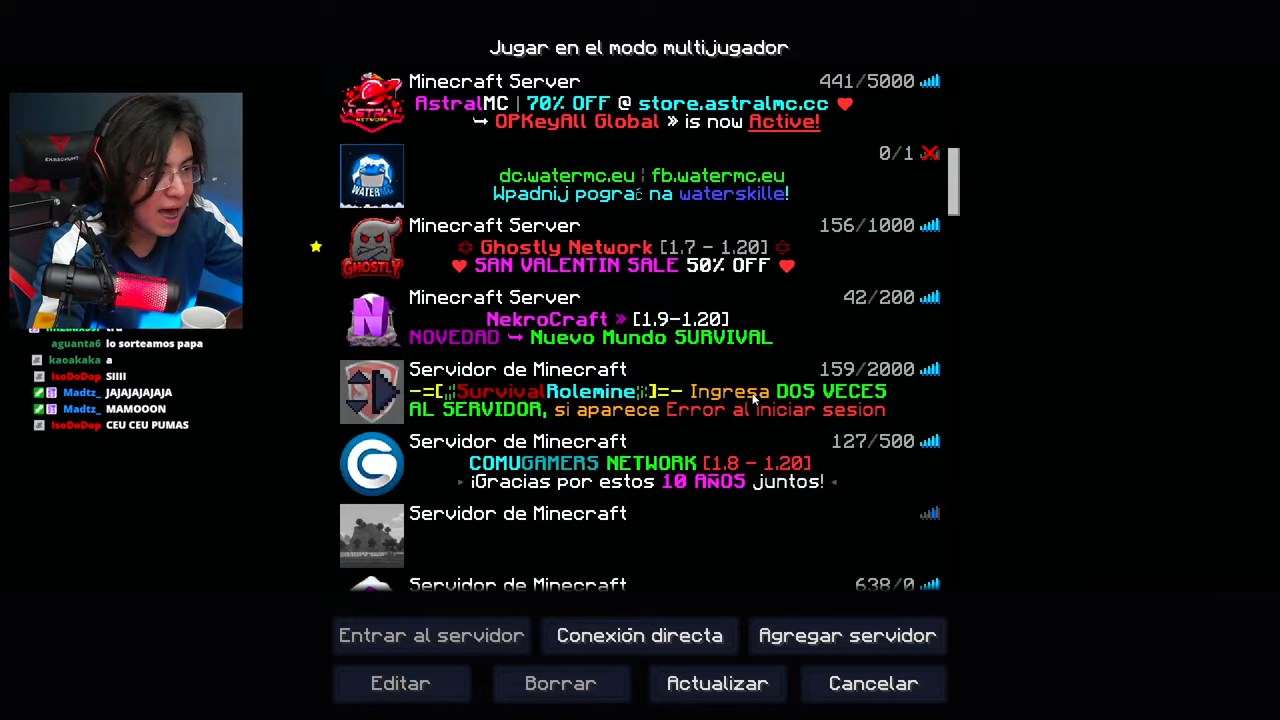 Jugar en el modo multijugador
Minecraft Server 441/5000
AstralMC | 70% OFF @ store.astralmc.cc ❤
↪ OPKeyAll Global » is now Active!
ASTRAL
NETWORK
0/1
dc.watermc.eu ¦ fb.watermc.eu
Wpadnij pograć na waterskille!
WATERMC
Minecraft Server 156/1000
Ghostly Network [1.7 - 1.20]
❤ SAN VALENTIN SALE 50% OFF ❤
GHOSTLY
Minecraft Server 42/200
NekroCraft » [1.9-1.20]
NOVEDAD ↪ Nuevo Mundo SURVIVAL
N
Servidor de Minecraft 159/2000
-=[¦SurvivalRolemine¦]=- Ingresa DOS VECES
AL SERVIDOR, si aparece Error al iniciar sesion
Servidor de Minecraft 127/500
COMUGAMERS NETWORK [1.8 - 1.20]
▸ ¡Gracias por estos 10 AÑOS juntos! ◂
Servidor de Minecraft
Servidor de Minecraft 638/0
aguanta6 lo sorteamos papa
kaoakaka a
IsoDoDop SIIII
Madtz_ JAJAJAJAJAJA
Madtz_ MAMOOON
IsoDoDop CEU CEU PUMAS
Entrar al servidor Conexión directa Agregar servidor
Editar Borrar Actualizar Cancelar